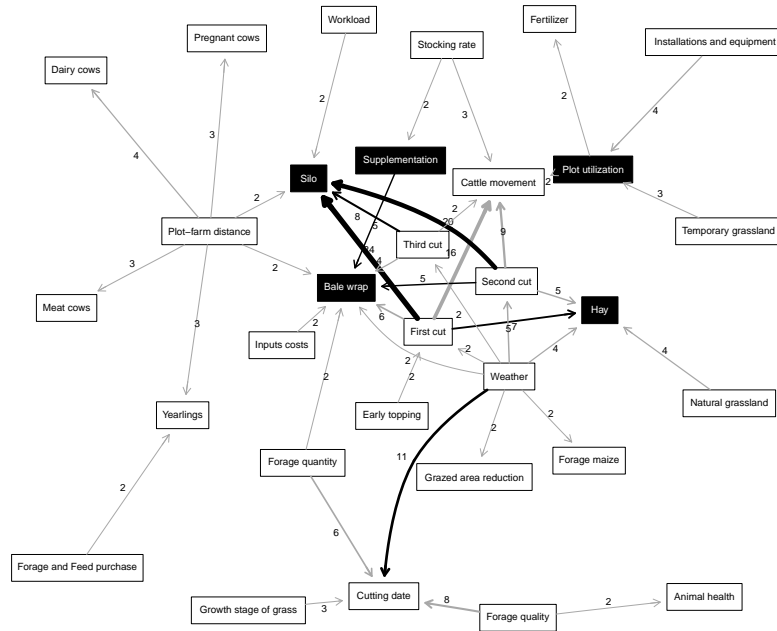 Workload
Fertilizer
Pregnant cows
Stocking rate
Installations and equipment
Dairy cows
2
2
2
3
4
3
4
Supplementation
Plot utilization
Silo
Cattle movement
2
2
3
8
5
2
20
9
Plot−farm distance
Third cut
Temporary grassland
16
4
3
2
5
Second cut
Bale wrap
5
Meat cows
6
2
Hay
3
2
First cut
7
Inputs costs
2
4
4
Weather
2
2
Natural grassland
Yearlings
Early topping
2
2
11
Forage quantity
Forage maize
Grazed area reduction
2
6
Forage and Feed purchase
Cutting date
Animal health
Growth stage of grass
3
8
2
Forage quality